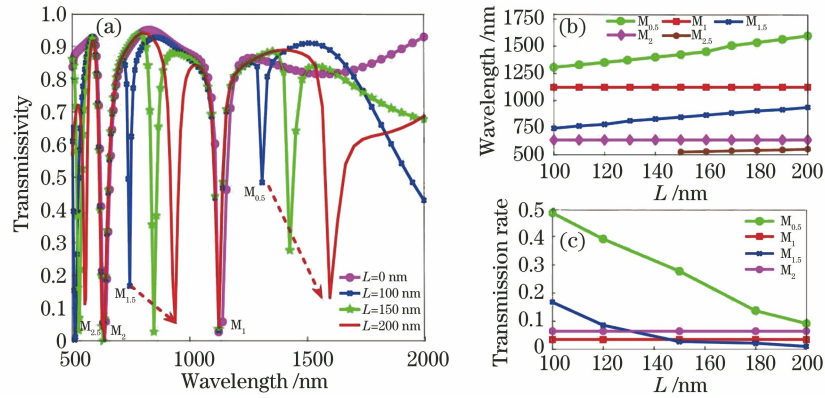 (a)
Transmissivity
1.0
0.9
0.8
0.7
0.6
0.5
0.4
0.3
0.2
0.1
0
500
1000
1500
2000
Wavelength /nm
M0.5
M1.5
M2.5
M2
M1
L=0 nm
L=100 nm
L=150 nm
L=200 nm
(b)
Wavelength /nm
M0.5
M1
M1.5
M2
M2.5
1750
1500
1250
1000
750
500
100
120
140
160
180
200
L /nm
(c)
Transmission rate
M0.5
M1
M1.5
M2
0.5
0.4
0.3
0.2
0.1
0
100
120
140
160
180
200
L /nm